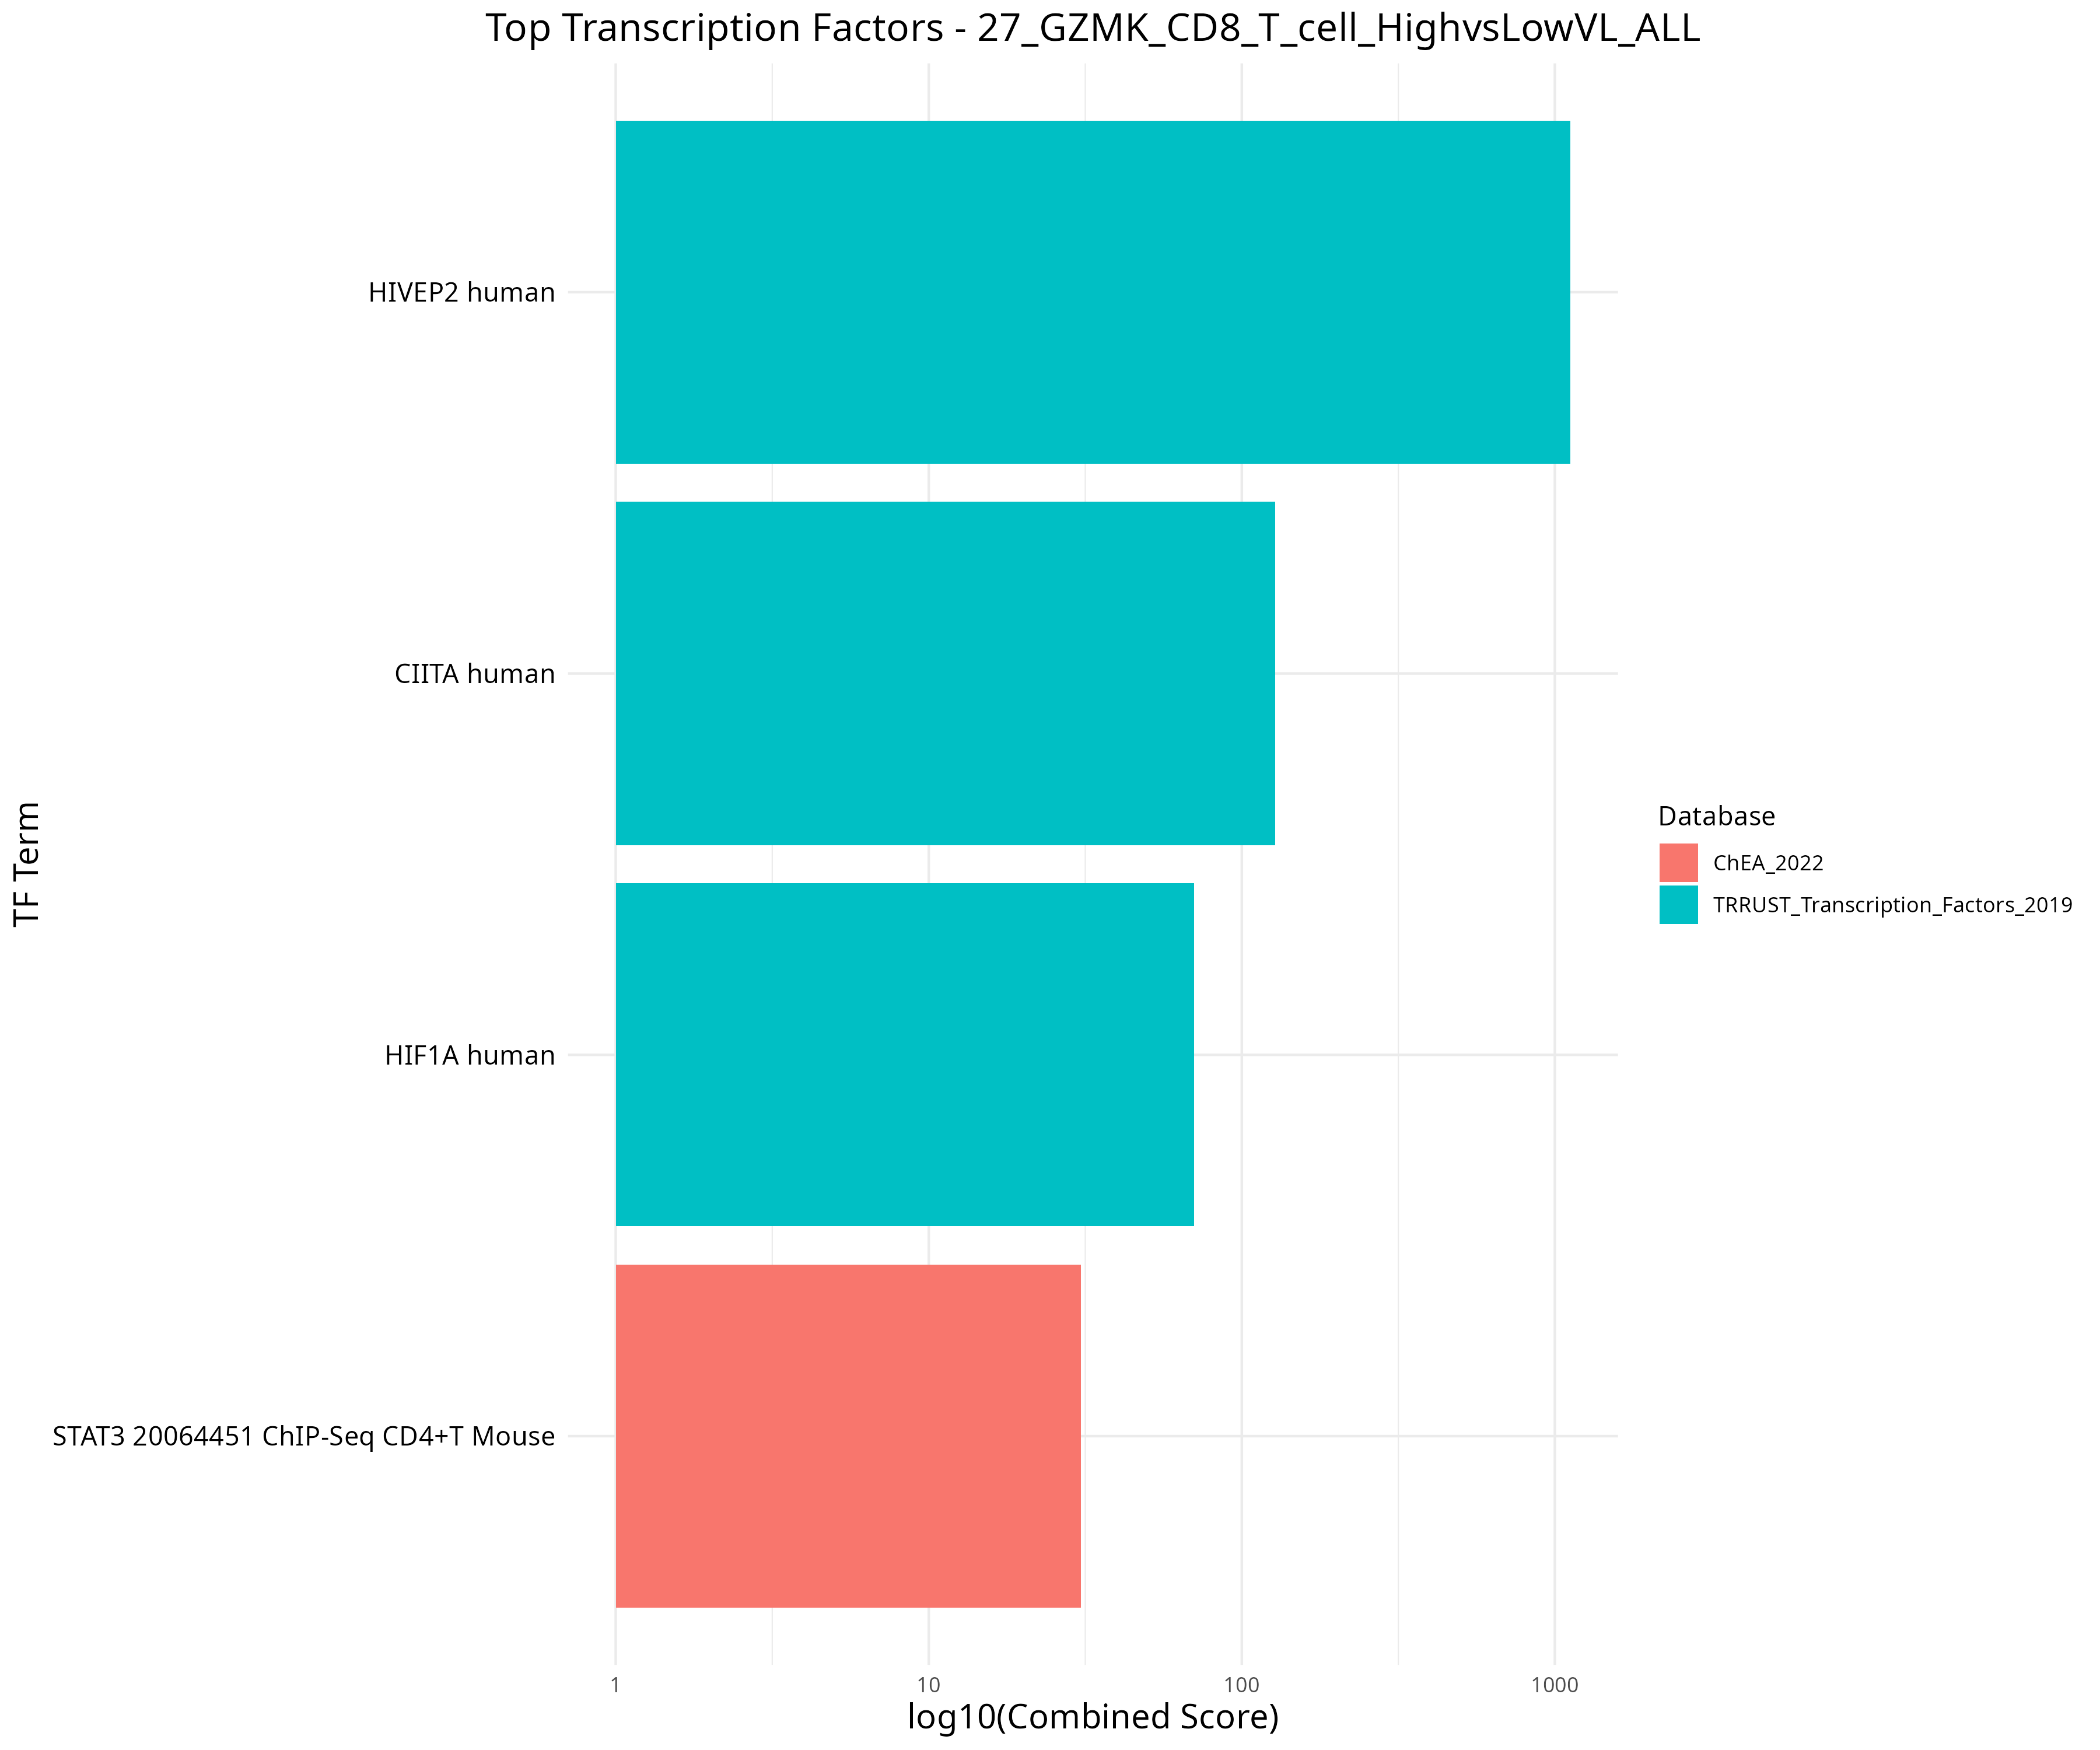 Top Transcription Factors - 27_GZMK_CD8_T_cell_HighvsLowVL_ALL
TF Term
HIVEP2 human
CIITA human
HIF1A human
STAT3 20064451 ChIP-Seq CD4+T Mouse
1 10 100 1000
log10(Combined Score)
Database
ChEA_2022
TRRUST_Transcription_Factors_2019